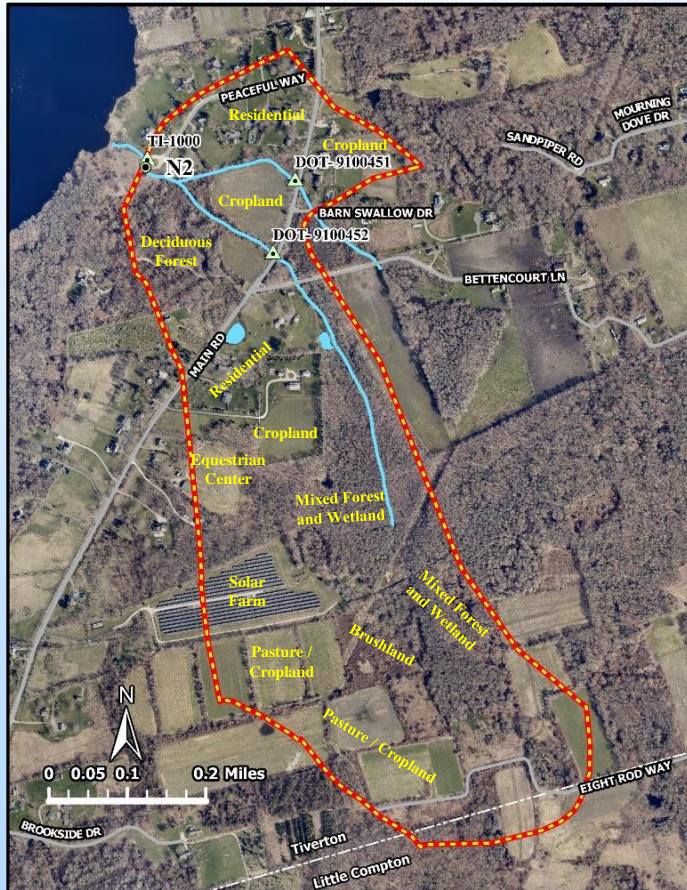 PEACEFUL WAY
Residential
MOURNING
DOVE DR
SANDPIPER RD
TI-1000
N2
Cropland
DOT- 9100451
Cropland
BARN SWALLOW DR
DOT- 9100452
Deciduous
Forest
BETTENCOURT LN
MAIN RD
Residential
Cropland
Equestrian
Center
Mixed Forest
and Wetland
Solar
Farm
Mixed Forest
and Wetland
Brushland
Pasture /
Cropland
Pasture / Cropland
N
0 0.05 0.1 0.2 Miles
EIGHT ROD WAY
BROOKSIDE DR
Tiverton
Little Compton